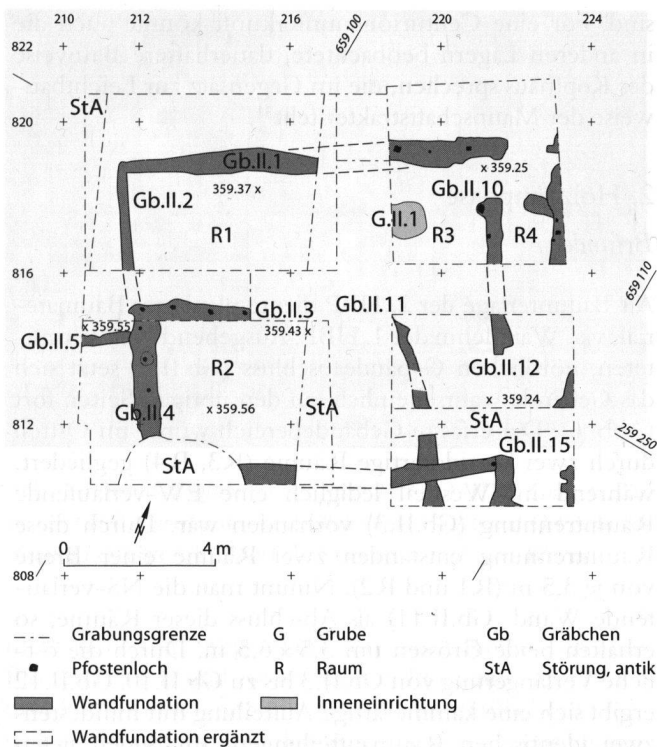 210 212 216 659 100 220 224
822
StA
820
Gb.II.1
x 359.25
359.37 x
Gb.II.10
Gb.II.2
G.II.1
R1 R3 R4
816
659 110
Gb.II.3 Gb.II.11
x 359.55 359.43
Gb.II.5
R2 Gb.II.12
x 359.56 359.24
Gb.II.4 StA
812 StA
Gb.II.15
259 250
StA
N
0 4 m
808
Grabungsgrenze G Grube Gb Gräbchen
Pfostenloch R Raum StA Störung, antik
Wandfundation Inneneinrichtung
Wandfundation ergänzt